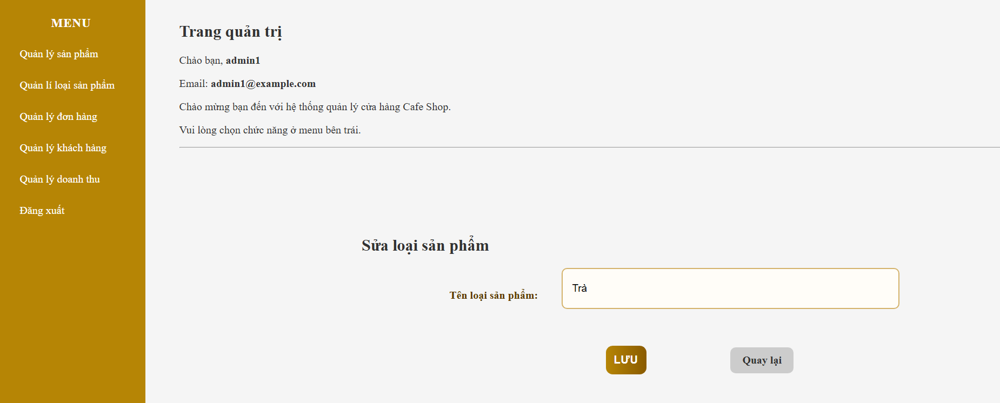 MENU
Quản lý sản phẩm
Quản lí loại sản phẩm
Quản lý đơn hàng
Quản lý khách hàng
Quản lý doanh thu
Đăng xuất
Trang quản trị
Chào bạn, admin1
Email: admin1@example.com
Chào mừng bạn đến với hệ thống quản lý cửa hàng Cafe Shop.
Vui lòng chọn chức năng ở menu bên trái.
Sửa loại sản phẩm
Tên loại sản phẩm: Trà
LƯU Quay lại